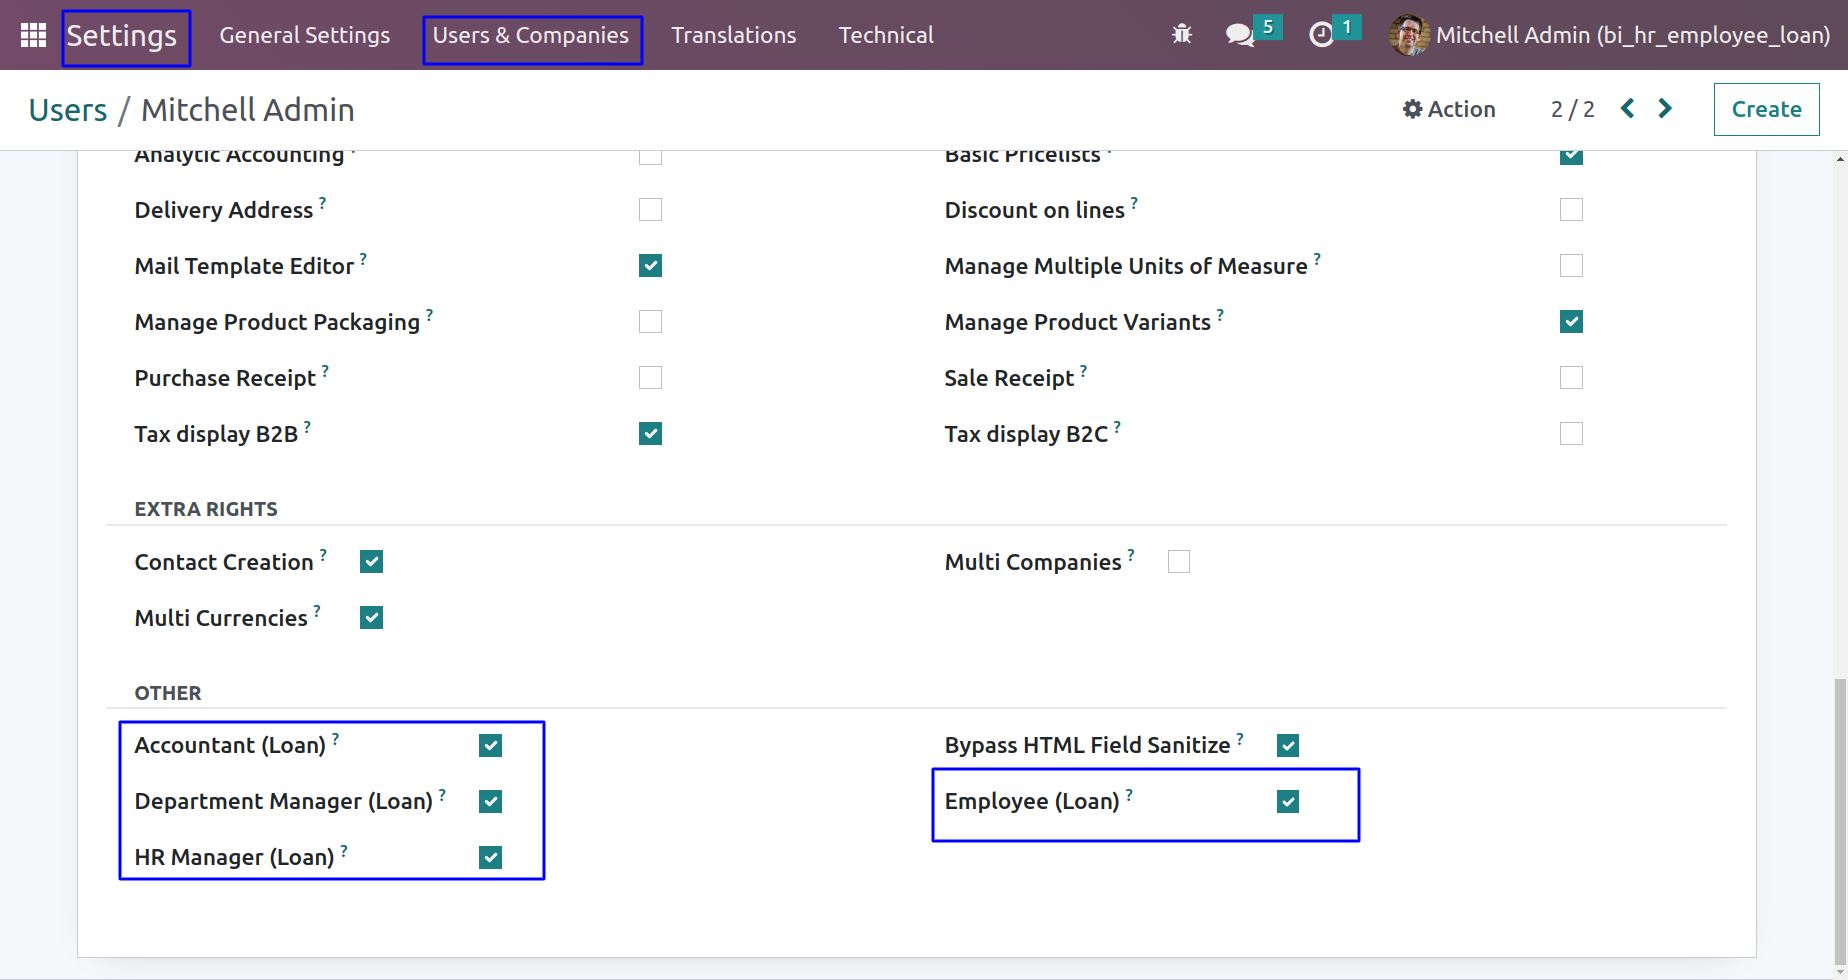 Settings General Settings Users & Companies Translations Technical 5 1 Mitchell Admin (bi_hr_employee_loan)
Users / Mitchell Admin Action 2 / 2 Create
Analytic Accounting ? Basic Pricelists ?
Delivery Address ? Discount on lines ?
Mail Template Editor ? Manage Multiple Units of Measure ?
Manage Product Packaging ? Manage Product Variants ?
Purchase Receipt ? Sale Receipt ?
Tax display B2B ? Tax display B2C ?
EXTRA RIGHTS
Contact Creation ? Multi Companies ?
Multi Currencies ?
OTHER
Accountant (Loan) ? Bypass HTML Field Sanitize ?
Department Manager (Loan) ? Employee (Loan) ?
HR Manager (Loan) ?